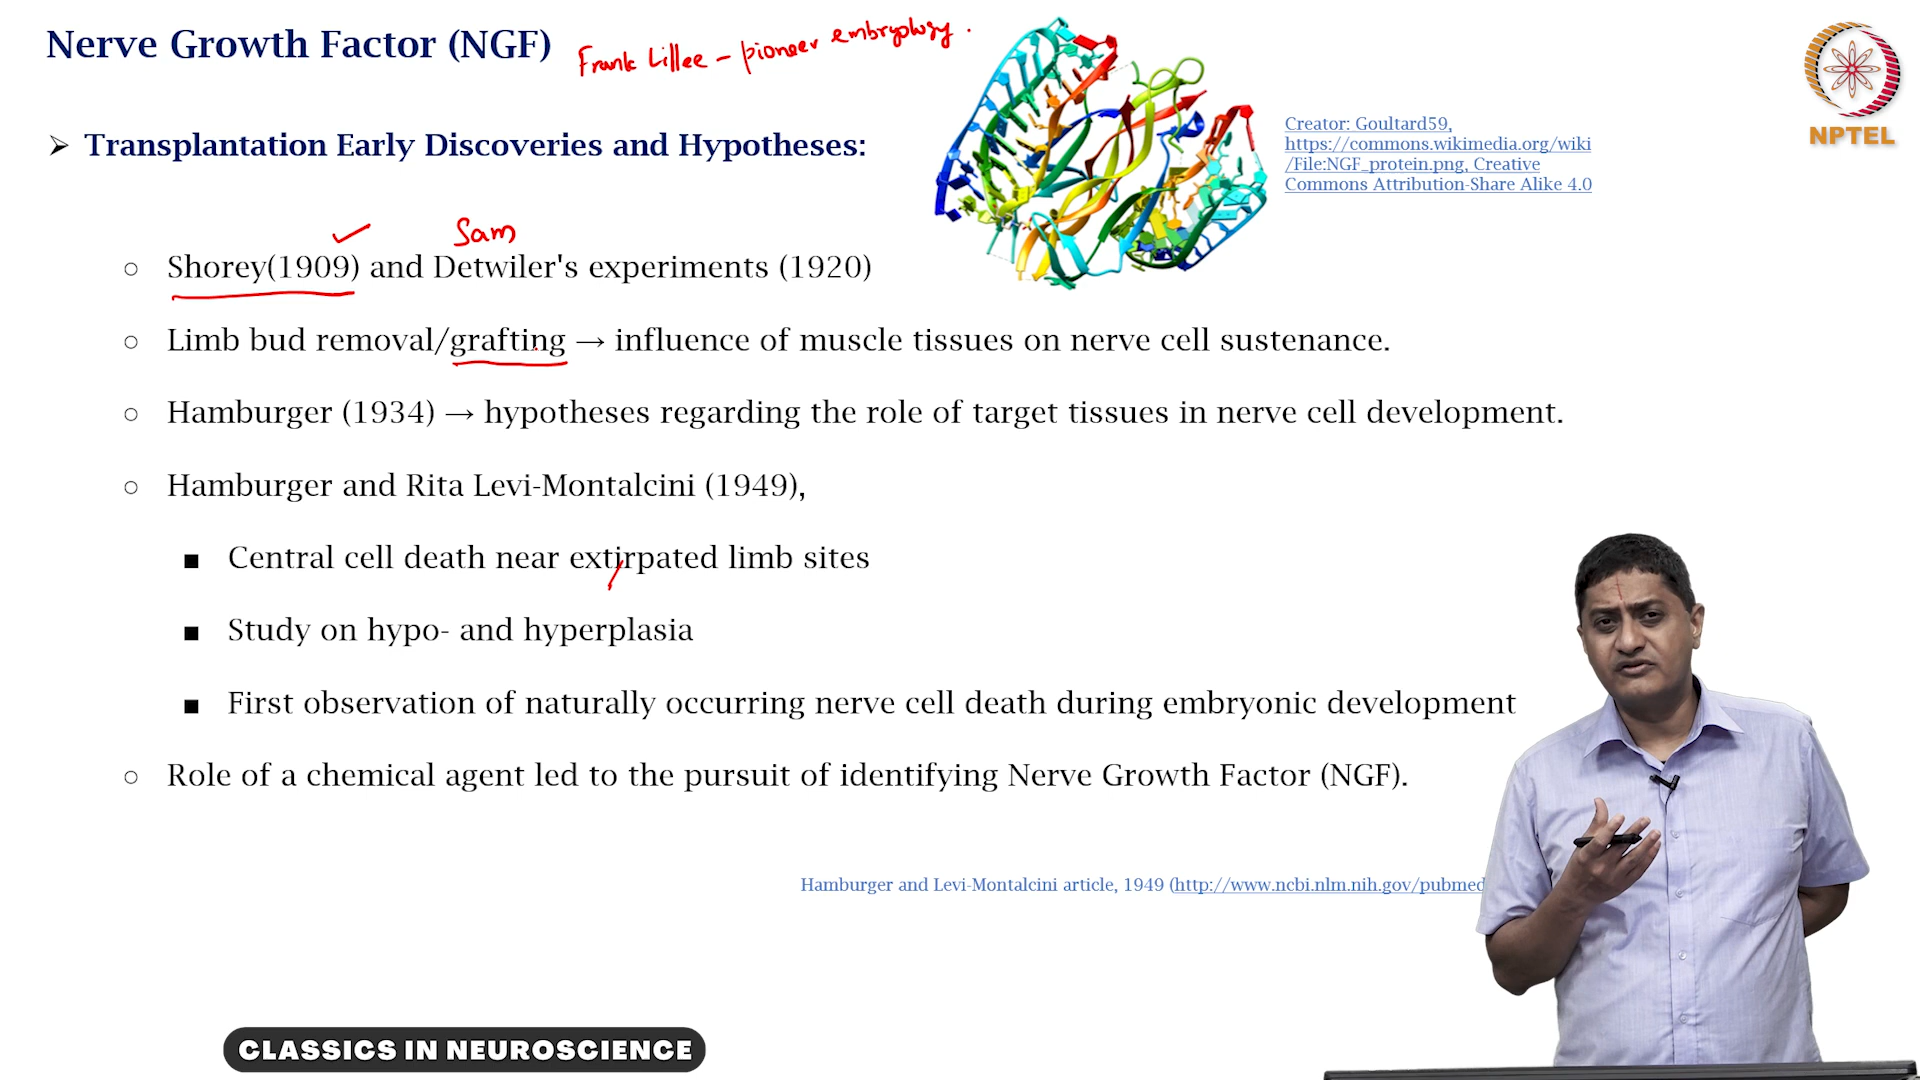 Nerve Growth Factor (NGF)
Frank Lillee - pioneer embryology.
NPTEL
Creator: Goultard59,
https://commons.wikimedia.org/wiki
/File:NGF_protein.png, Creative
Commons Attribution-Share Alike 4.0
➤ Transplantation Early Discoveries and Hypotheses:
Sam
○ Shorey(1909) and Detwiler's experiments (1920)
○ Limb bud removal/grafting → influence of muscle tissues on nerve cell sustenance.
○ Hamburger (1934) → hypotheses regarding the role of target tissues in nerve cell development.
○ Hamburger and Rita Levi-Montalcini (1949),
■ Central cell death near extirpated limb sites
■ Study on hypo- and hyperplasia
■ First observation of naturally occurring nerve cell death during embryonic development
○ Role of a chemical agent led to the pursuit of identifying Nerve Growth Factor (NGF).
Hamburger and Levi-Montalcini article, 1949 (http://www.ncbi.nlm.nih.gov/pubmed
CLASSICS IN NEUROSCIENCE